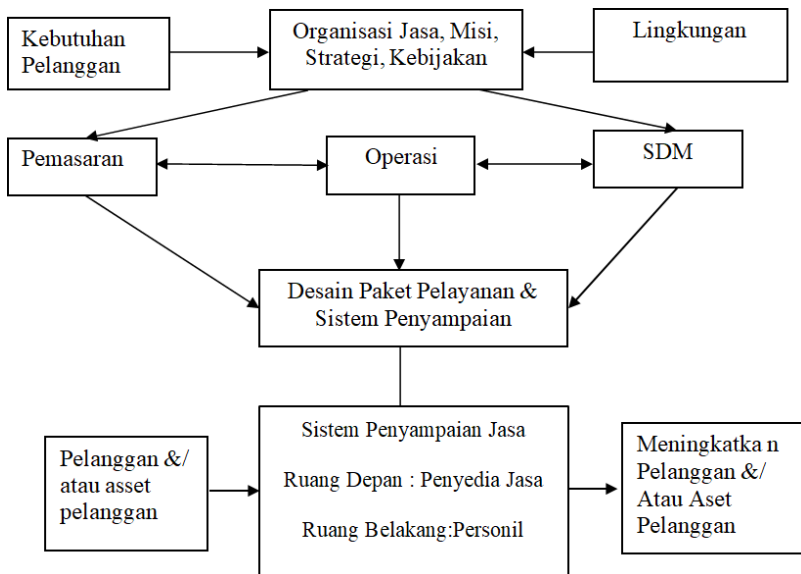 Kebutuhan
Pelanggan
Organisasi Jasa, Misi,
Strategi, Kebijakan
Lingkungan
Pemasaran
Operasi
SDM
Desain Paket Pelayanan &
Sistem Penyampaian
Pelanggan &/
atau asset
pelanggan
Sistem Penyampaian Jasa
Ruang Depan : Penyedia Jasa
Ruang Belakang:Personil
Meningkatka n
Pelanggan &/
Atau Aset
Pelanggan